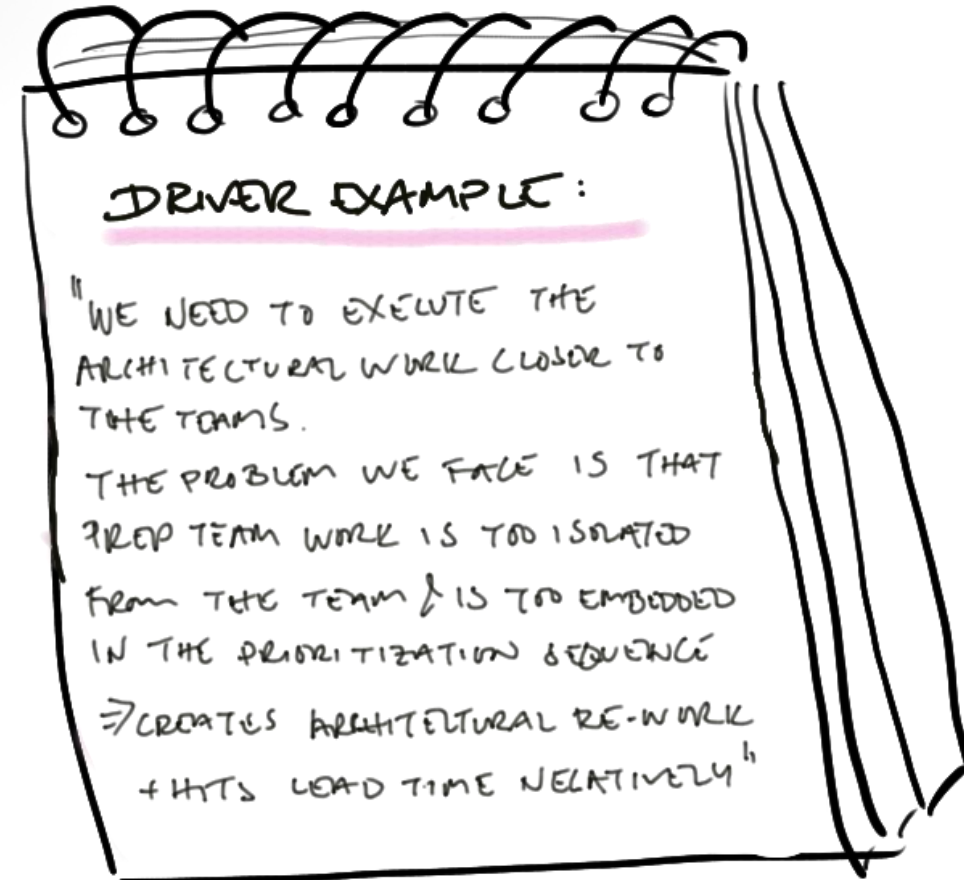 DRIVER EXAMPLE:
"WE NEED TO EXECUTE THE
ARCHITECTURAL WORK CLOSER TO
THE TEAMS.
THE PROBLEM WE FACE IS THAT
PREP TEAM WORK IS TOO ISOLATED
FROM THE TEAM & IS TOO EMBEDDED
IN THE PRIORITIZATION SEQUENCE
⇒ CREATES ARCHITECTURAL RE-WORK
+ HITS LEAD TIME NEGATIVELY"